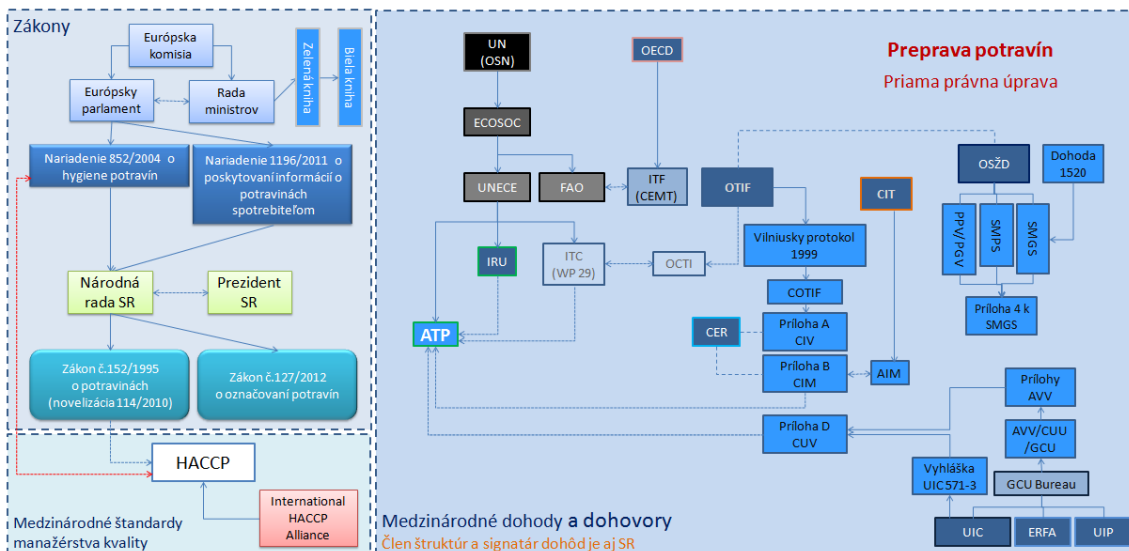 Zákony
Európska
komisia
Európsky
parlament
Rada
ministrov
Zelená kniha
Biela kniha
Nariadenie 852/2004 o
hygiene potravín
Nariadenie 1196/2011 o
poskytovaní informácií o
potravinách
spotrebiteľom
Národná
rada SR
Prezident
SR
Zákon č.152/1995
o potravinách
(novelizácia 114/2010)
Zákon č.127/2012
o označovaní potravín
HACCP
International
HACCP
Alliance
Medzinárodné štandardy
manažérstva kvality
UN
(OSN)
OECD
Preprava potravín
Priama právna úprava
ECOSOC
UNECE
FAO
ITF
(CEMT)
OTIF
CIT
OSŽD
Dohoda
1520
PPV/PGV
SMPS
SMGS
IRU
ITC
(WP 29)
OCTI
Vilniusky protokol
1999
COTIF
Príloha 4 k
SMGS
ATP
CER
Príloha A
CIV
Príloha B
CIM
AIM
Príloha D
CUV
Prílohy
AVV
AVV/CUU
/GCU
Vyhláška
UIC 571-3
GCU Bureau
UIC
ERFA
UIP
Medzinárodné dohody a dohovory
Člen štruktúr a signatár dohôd je aj SR